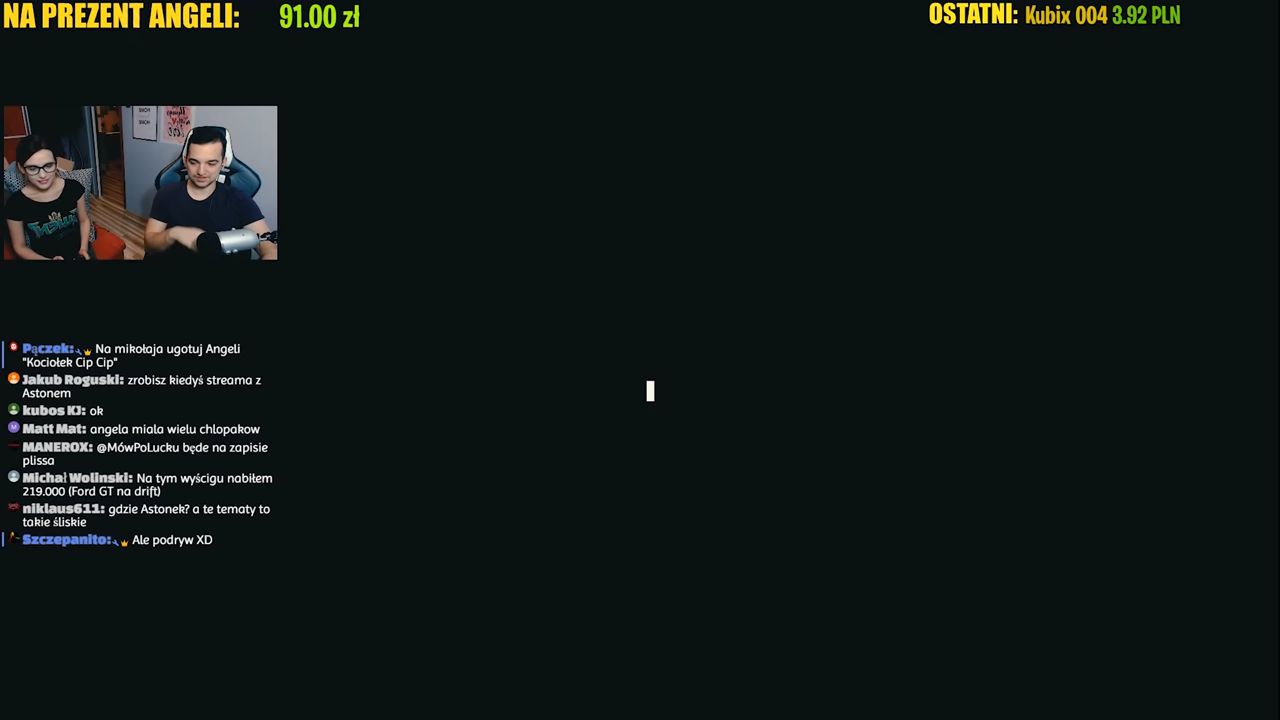 NA PREZENT ANGELI: 91.00 zł
OSTATNI: Kubix 004 3.92 PLN
Pączek: Na mikołaja ugotuj Angeli
"Kociołek Cip Cip"
Jakub Roguski: zrobisz kiedyś streama z
Astonem
kubos KJ: ok
Matt Mat: angela miala wielu chlopakow
MANEROX: @MówPoLucku będe na zapisie
plissa
Michał Wolinski: Na tym wyścigu nabiłem
219.000 (Ford GT na drift)
niklaus611: gdzie Astonek? a te tematy to
takie śliskie
Szczepanito: Ale podryw XD